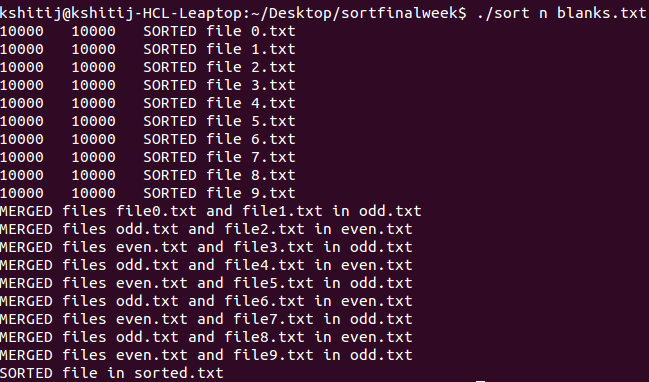 kshitij@kshitij-HCL-Leaptop:~/Desktop/sortfinalweek$ ./sort n blanks.txt
10000   10000   SORTED file 0.txt
10000   10000   SORTED file 1.txt
10000   10000   SORTED file 2.txt
10000   10000   SORTED file 3.txt
10000   10000   SORTED file 4.txt
10000   10000   SORTED file 5.txt
10000   10000   SORTED file 6.txt
10000   10000   SORTED file 7.txt
10000   10000   SORTED file 8.txt
10000   10000   SORTED file 9.txt
MERGED files file0.txt and file1.txt in odd.txt
MERGED files odd.txt and file2.txt in even.txt
MERGED files even.txt and file3.txt in odd.txt
MERGED files odd.txt and file4.txt in even.txt
MERGED files even.txt and file5.txt in odd.txt
MERGED files odd.txt and file6.txt in even.txt
MERGED files even.txt and file7.txt in odd.txt
MERGED files odd.txt and file8.txt in even.txt
MERGED files even.txt and file9.txt in odd.txt
SORTED file in sorted.txt